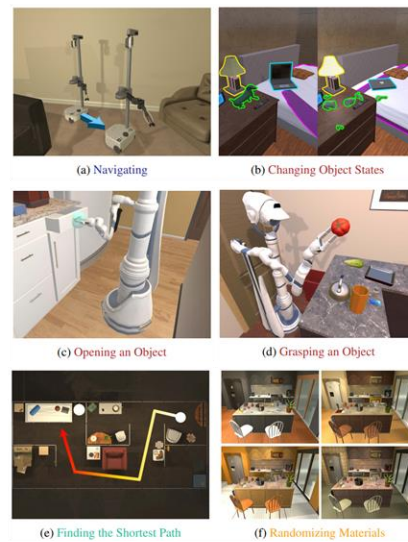 (a) Navigating
(b) Changing Object States
(c) Opening an Object
(d) Grasping an Object
(e) Finding the Shortest Path
(f) Randomizing Materials